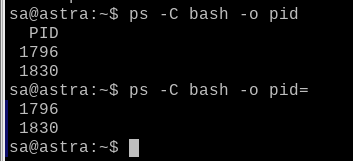 sa@astra:~$ ps -C bash -o pid
PID
1796
1830
sa@astra:~$ ps -C bash -o pid=
1796
1830
sa@astra:~$